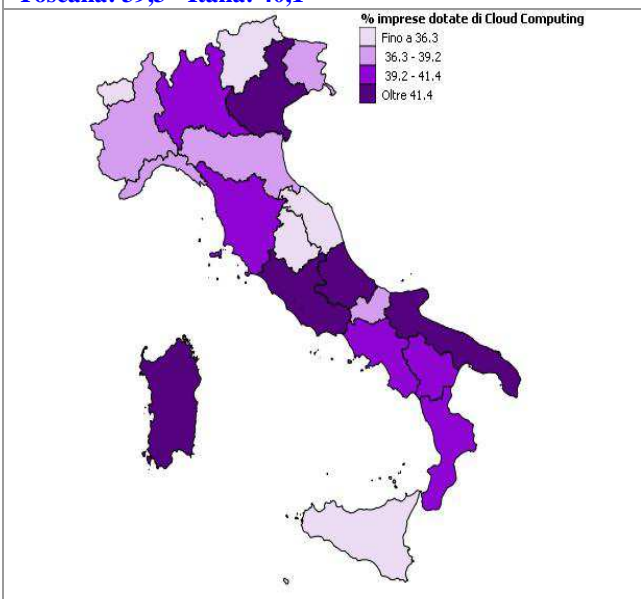 Toscana: 39,3 - Italia: 40,1
% imprese dotate di Cloud Computing
Fino a 36.3
36.3 - 39.2
39.2 - 41.4
Oltre 41.4